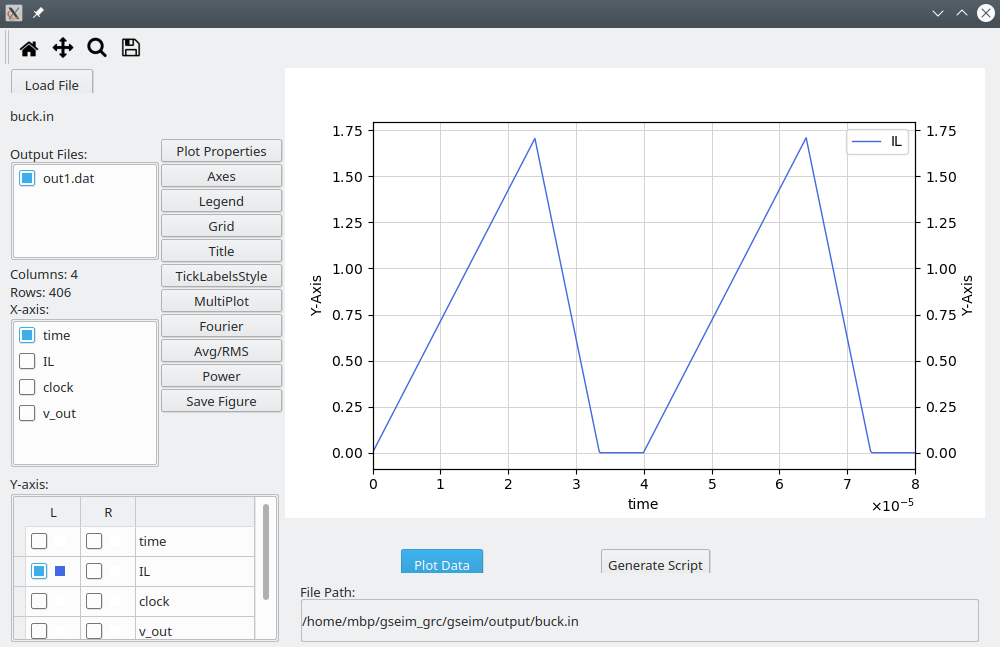 Load File
buck.in
Output Files:
out1.dat
Columns: 4
Rows: 406
X-axis:
time
IL
clock
v_out
Y-axis:
L R
time
IL
clock
v_out
Plot Properties
Axes
Legend
Grid
Title
TickLabelsStyle
MultiPlot
Fourier
Avg/RMS
Power
Save Figure
IL
1.75
1.50
1.25
1.00
0.75
0.50
0.25
0.00
Y-Axis
1.75
1.50
1.25
1.00
0.75
0.50
0.25
0.00
Y-Axis
0 1 2 3 4 5 6 7 8
time
×10⁻⁵
Plot Data
Generate Script
File Path:
/home/mbp/gseim_grc/gseim/output/buck.in